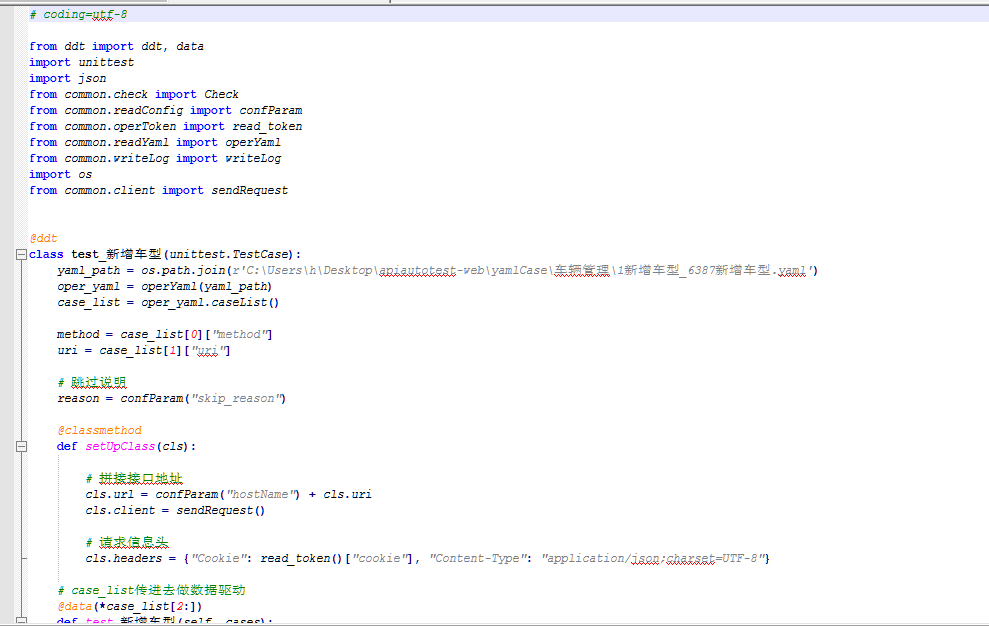 # coding=utf-8
from ddt import ddt, data
import unittest
import json
from common.check import Check
from common.readConfig import confParam
from common.operToken import read_token
from common.readYaml import operYaml
from common.writeLog import writeLog
import os
from common.client import sendRequest
@ddt
class test_新增车型(unittest.TestCase):
yaml_path = os.path.join(r'C:\Users\h\Desktop\apiautotest-web\yamlCase\车辆管理\1新增车型_6387新增车型.yaml')
oper_yaml = operYaml(yaml_path)
case_list = oper_yaml.caseList()
method = case_list[0]["method"]
uri = case_list[1]["uri"]
# 跳过说明
reason = confParam("skip_reason")
@classmethod
def setUpClass(cls):
# 拼接接口地址
cls.url = confParam("hostName") + cls.uri
cls.client = sendRequest()
# 请求信息头
cls.headers = {"Cookie": read_token()["cookie"], "Content-Type": "application/json;charset=UTF-8"}
# case_list传进去做数据驱动
@data(*case_list[2:])
def test_新增车型(self, cases):